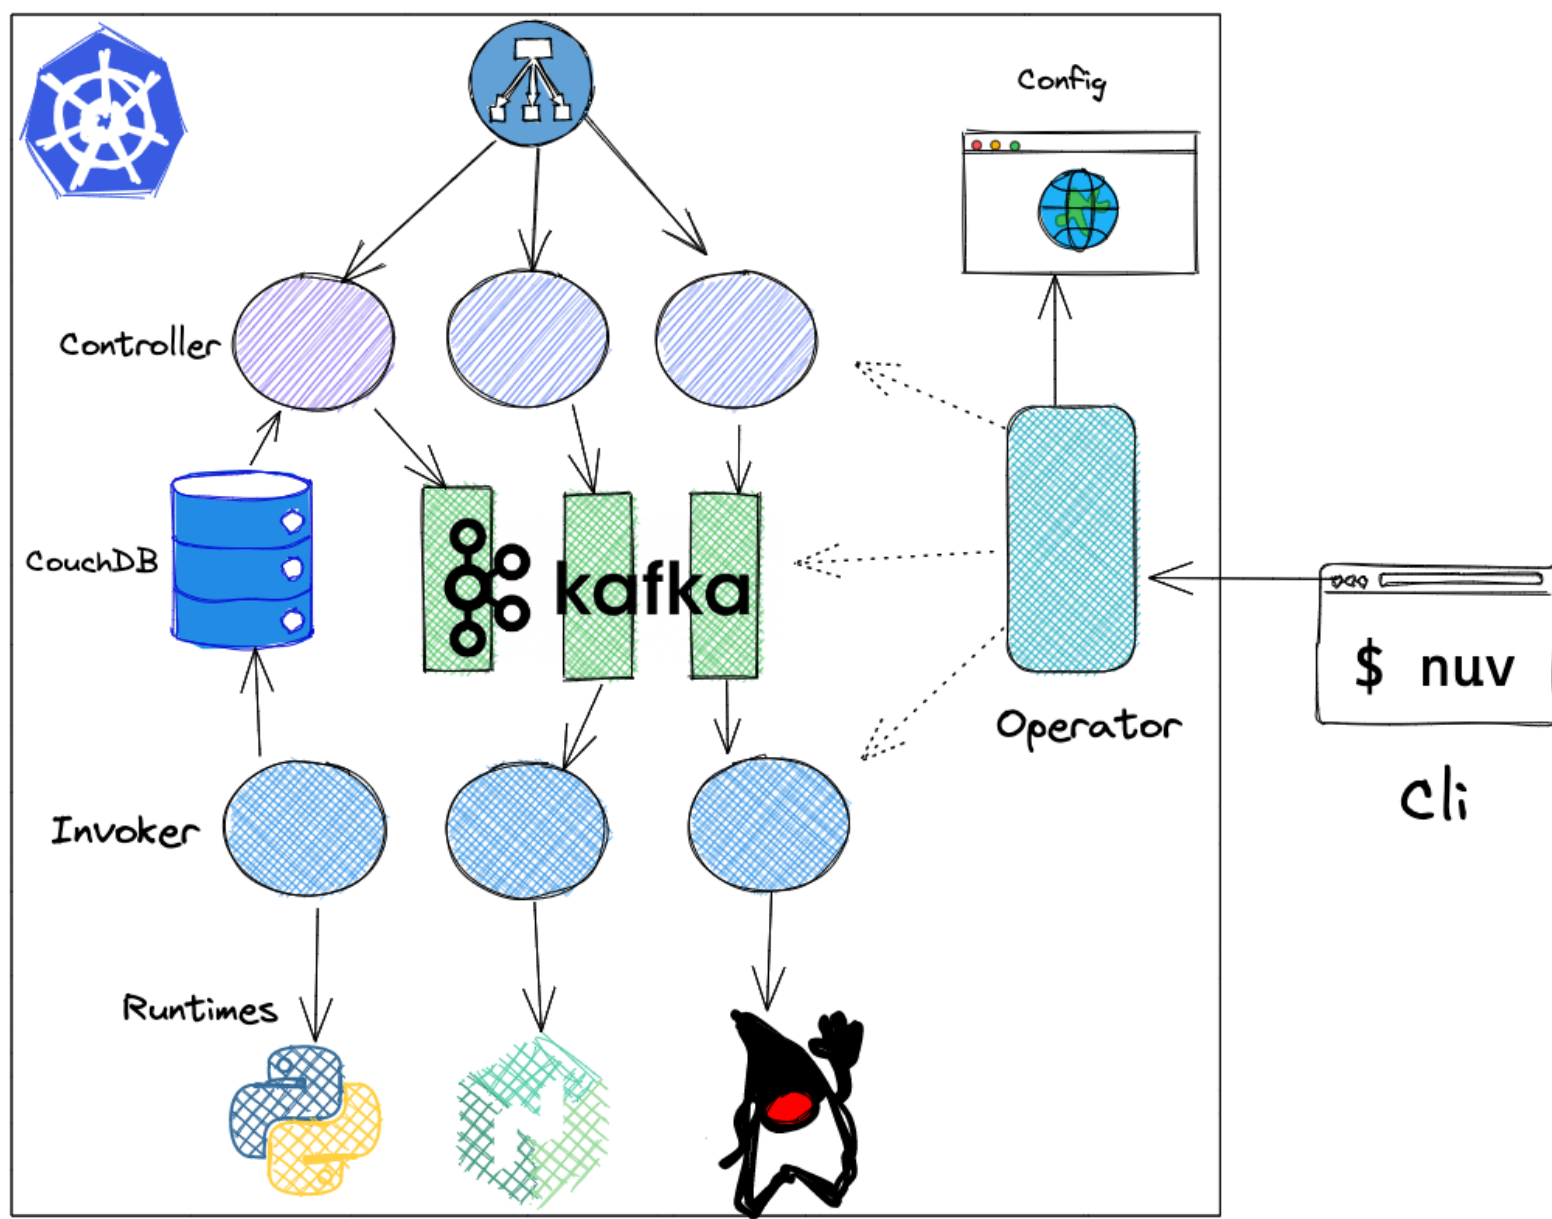 Config
Controller
CouchDB
kafka
$ nuv
Operator
Cli
Invoker
Runtimes